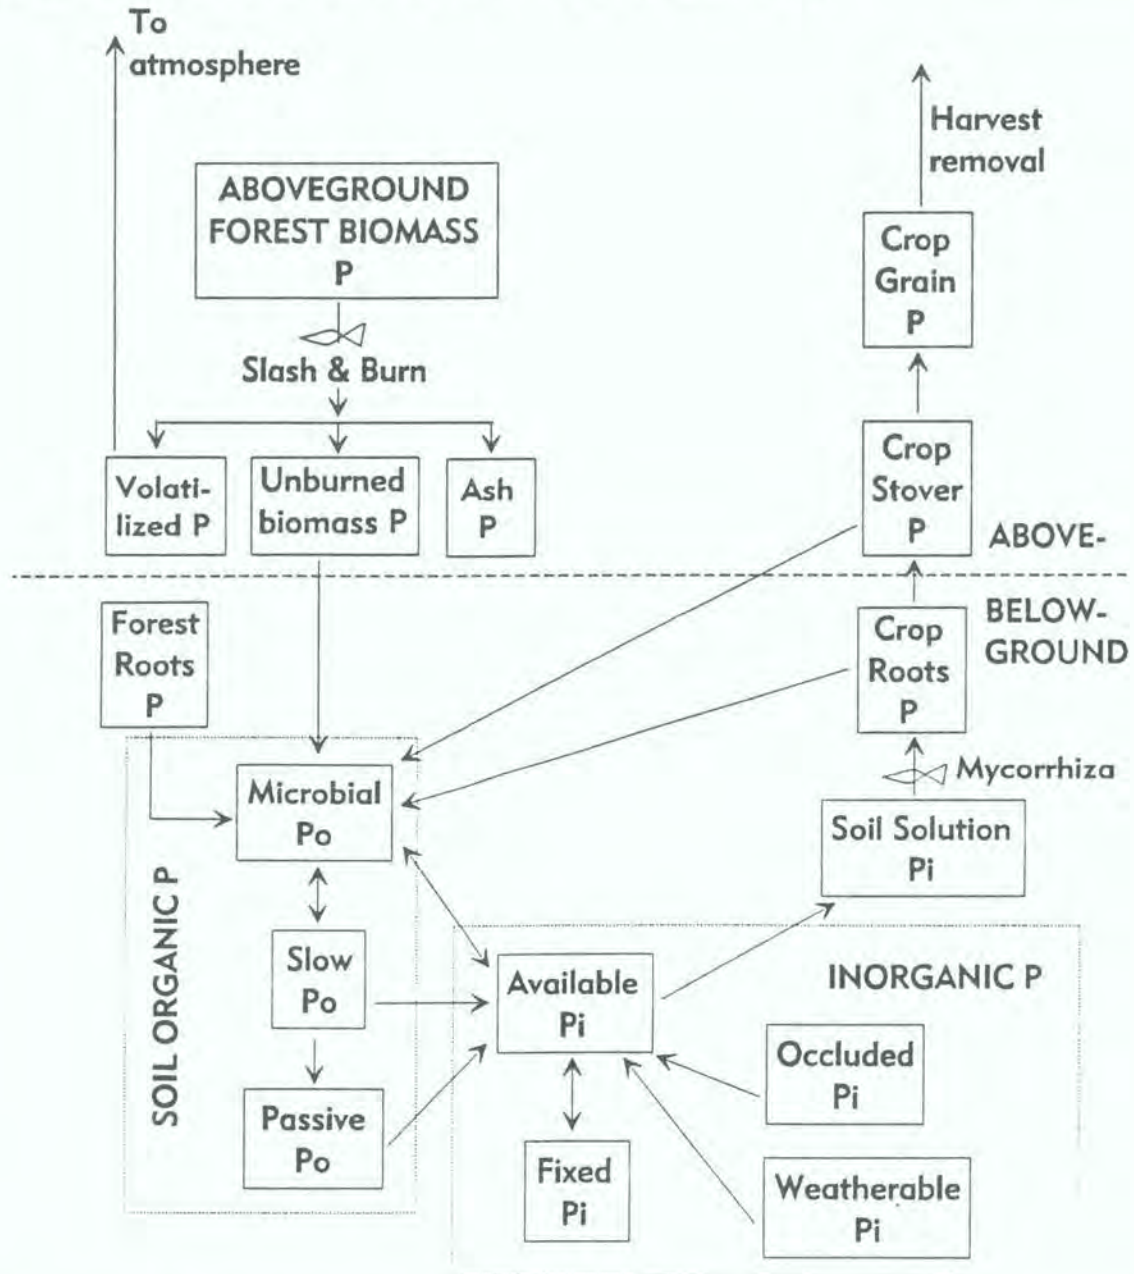 To
atmosphere
Harvest
removal
ABOVEGROUND
FOREST BIOMASS
P
Crop
Grain
P
Slash & Burn
Volati-
lized P
Unburned
biomass P
Ash
P
Crop
Stover
P
ABOVE-
BELOW-
GROUND
Forest
Roots
P
Crop
Roots
P
Mycorrhiza
Microbial
Po
Soil Solution
Pi
SOIL ORGANIC P
Slow
Po
Available
Pi
INORGANIC P
Occluded
Pi
Passive
Po
Fixed
Pi
Weatherable
Pi